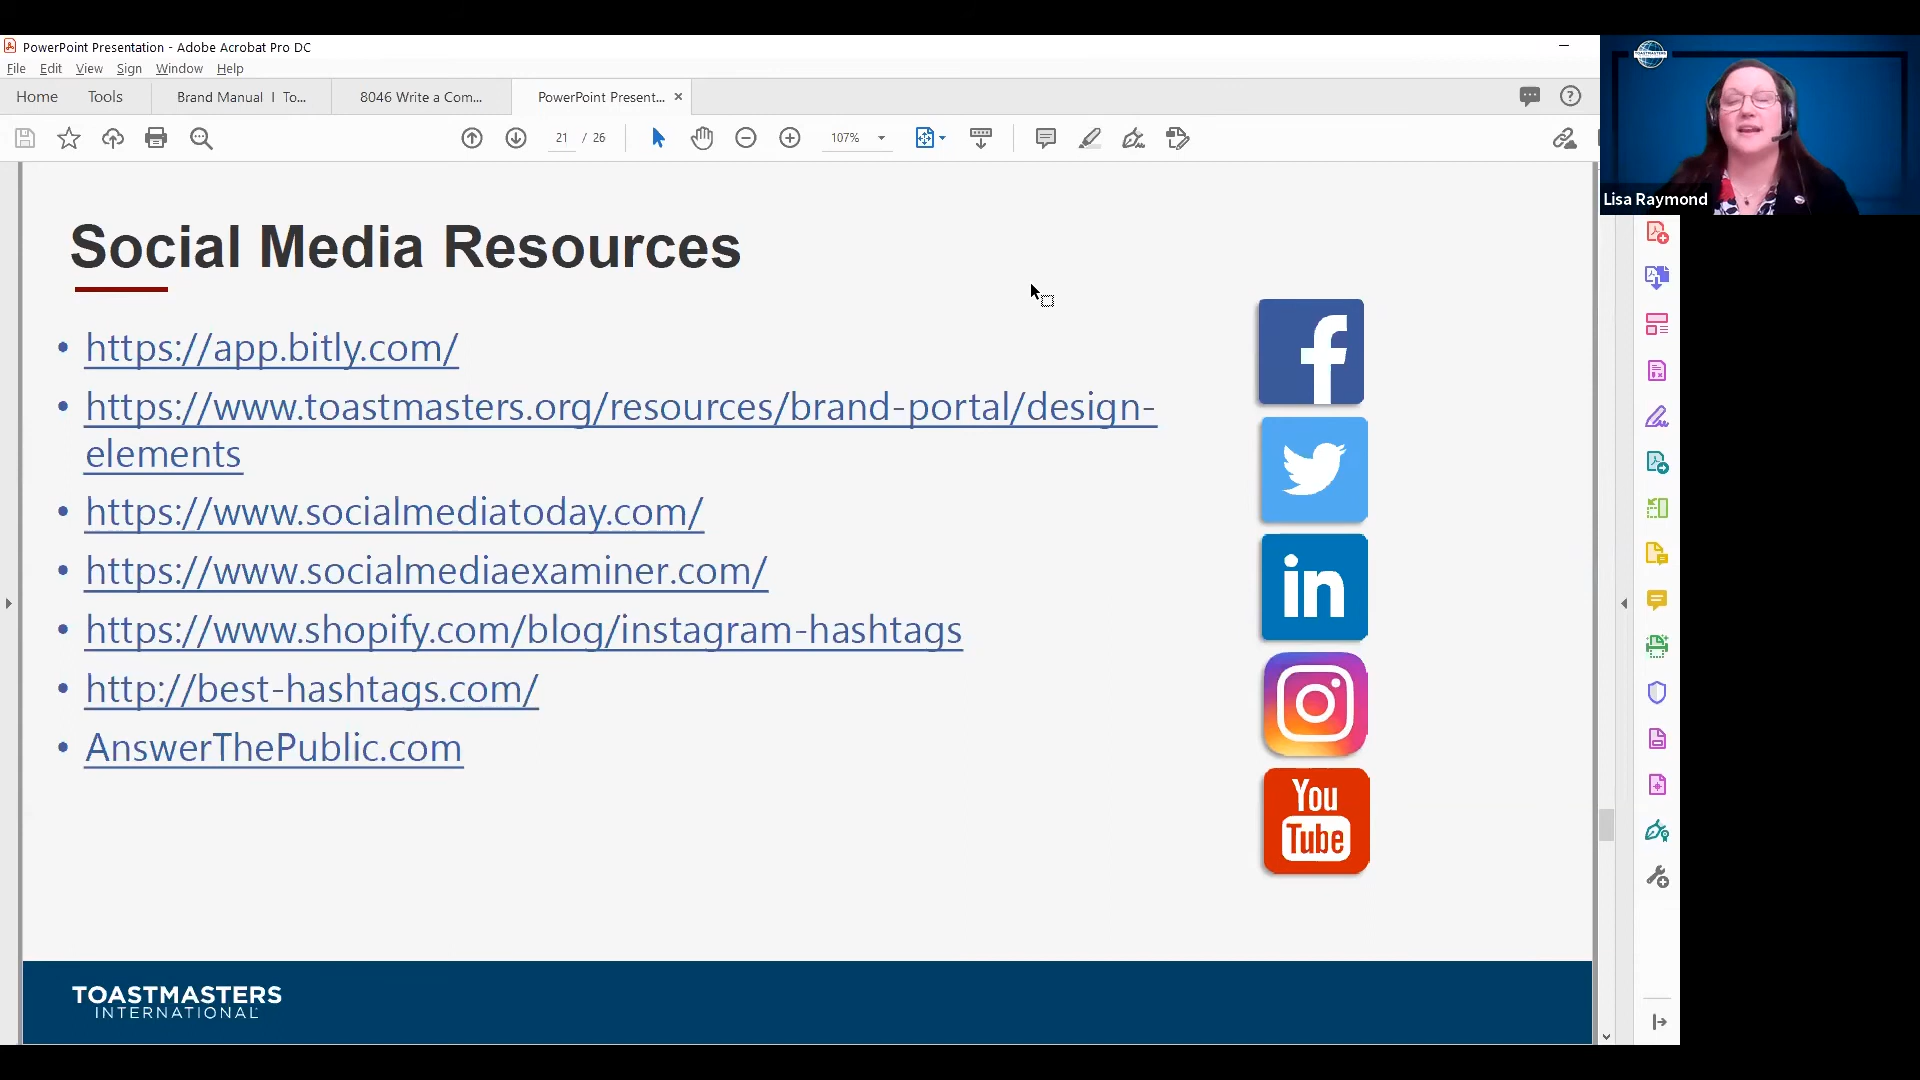 PowerPoint Presentation - Adobe Acrobat Pro DC
File Edit View Sign Window Help
Home Tools Brand Manual I To... 8046 Write a Com... PowerPoint Present... ×
21 / 26 107%
TOASTMASTERS
Lisa Raymond
Social Media Resources
• https://app.bitly.com/
• https://www.toastmasters.org/resources/brand-portal/design-
elements
• https://www.socialmediatoday.com/
• https://www.socialmediaexaminer.com/
• https://www.shopify.com/blog/instagram-hashtags
• http://best-hashtags.com/
• AnswerThePublic.com
f
in
You
Tube
TOASTMASTERS
INTERNATIONAL